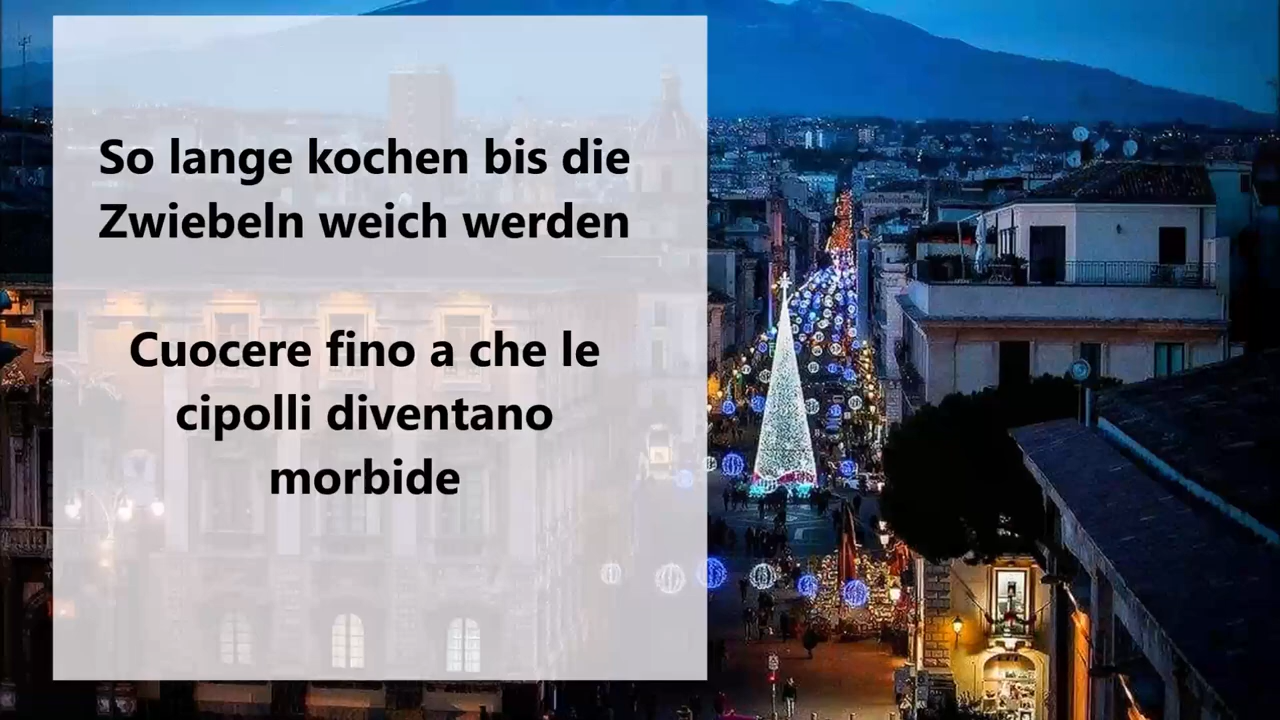 So lange kochen bis die
Zwiebeln weich werden
Cuocere fino a che le
cipolli diventano
morbide